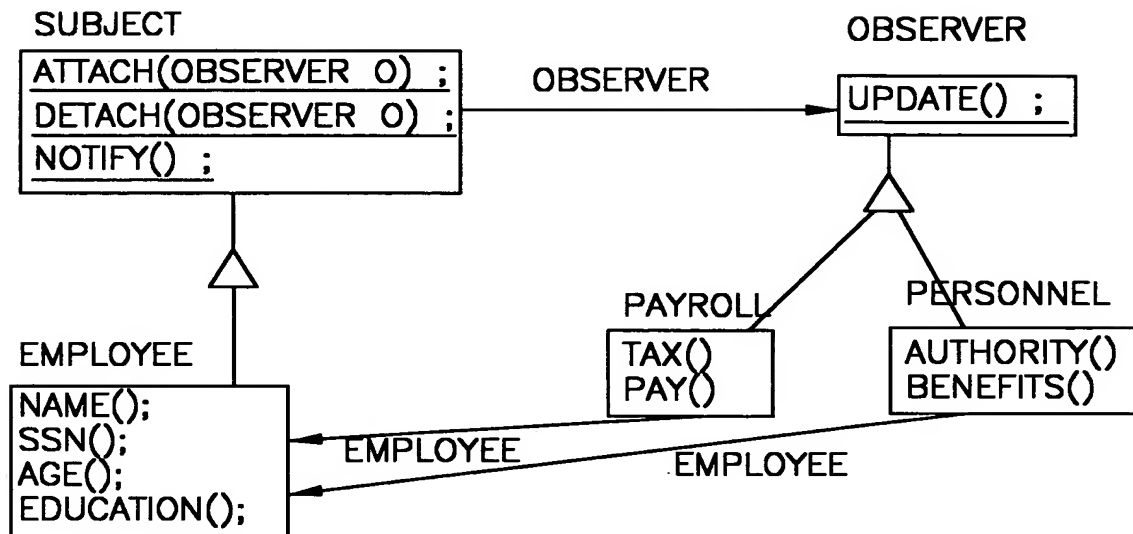 SUBJECT
ATTACH(OBSERVER O) ;
DETACH(OBSERVER O) ;
NOTIFY() ;
OBSERVER
OBSERVER
UPDATE() ;
PAYROLL
TAX()
PAY()
PERSONNEL
AUTHORITY()
BENEFITS()
EMPLOYEE
NAME();
SSN();
AGE();
EDUCATION();
EMPLOYEE
EMPLOYEE